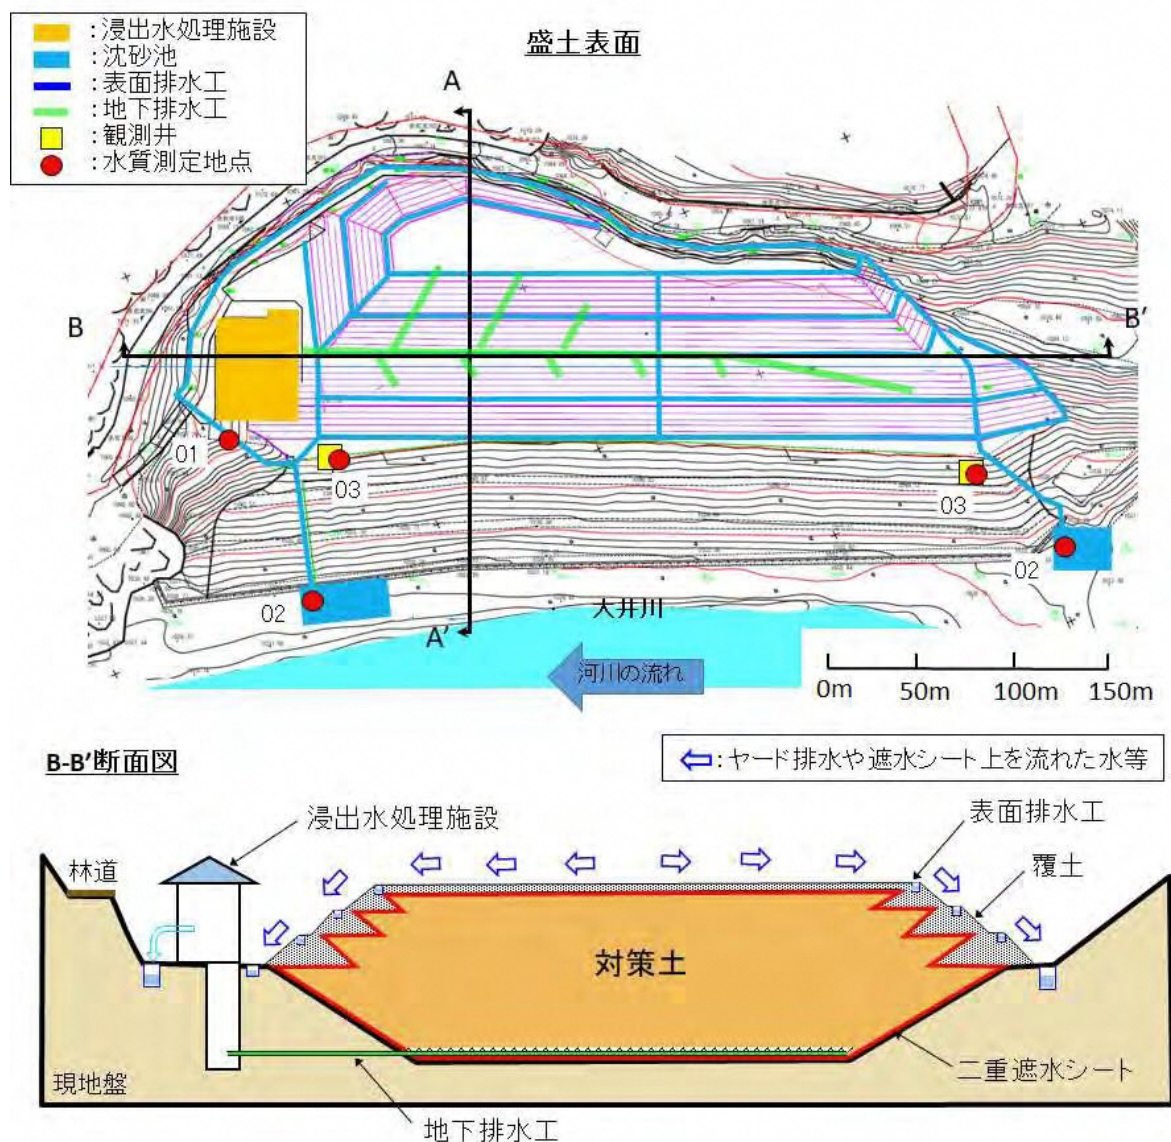 :浸出水処理施設
:沈砂池
:表面排水工
:地下排水工
:観測井
:水質測定地点
盛土表面
A
B
B′
01
03
03
02
02
大井川
A′
河川の流れ
0m 50m 100m 150m
B-B′断面図
:ヤード排水や遮水シート上を流れた水等
浸出水処理施設
表面排水工
林道
覆土
対策土
二重遮水シート
現地盤
地下排水工